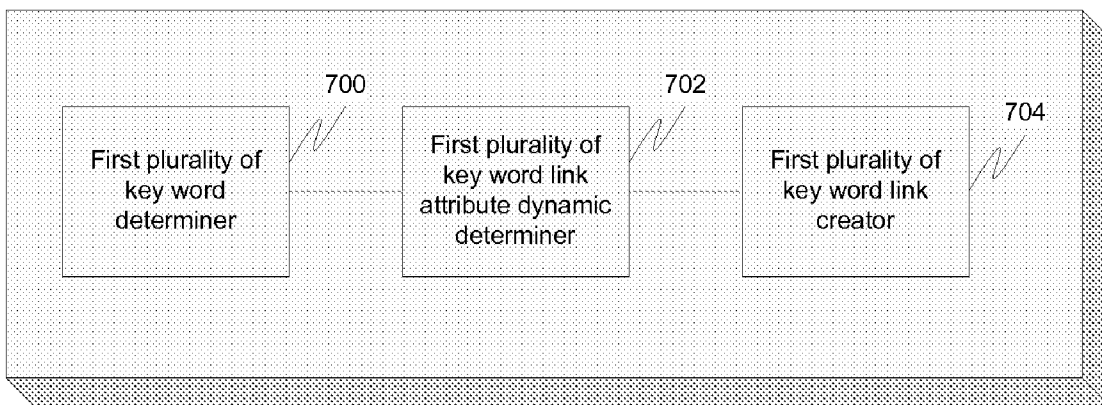 700
702
704
First plurality of
key word
determiner
First plurality of
key word link
attribute dynamic
determiner
First plurality of
key word link
creator